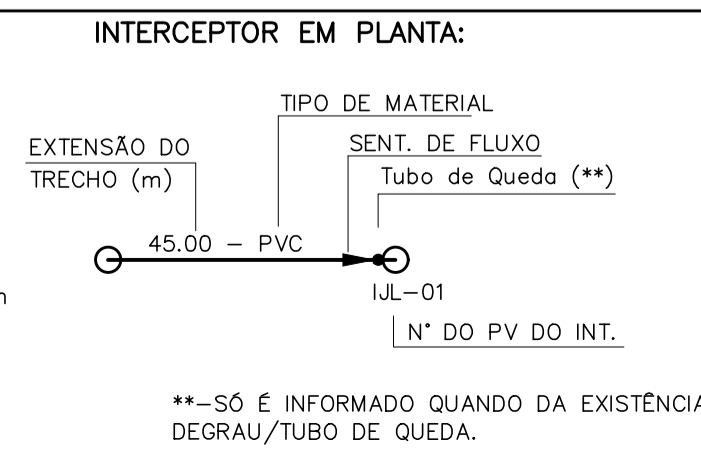 INTERCEPTOR EM PLANTA:
TIPO DE MATERIAL
EXTENSÃO DO
TRECHO (m)
SENT. DE FLUXO
Tubo de Queda (**)
45.00 – PVC
IJL–01
N° DO PV DO INT.
**–SÓ É INFORMADO QUANDO DA EXISTÊNCIA
DEGRAU/TUBO DE QUEDA.